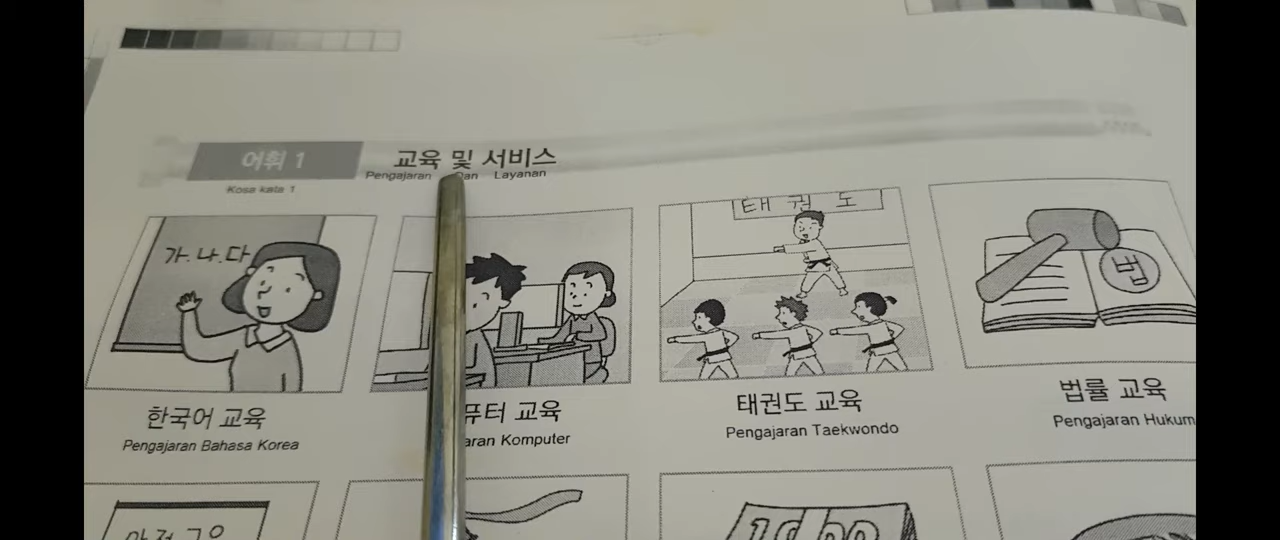 어휘 1 교육 및 서비스
Kosa kata 1 Pengajaran Dan Layanan
가.나.다
태 권 도
법
한국어 교육
퓨터 교육
태권도 교육
법률 교육
Pengajaran Bahasa Korea
aran Komputer
Pengajaran Taekwondo
Pengajaran Hukum